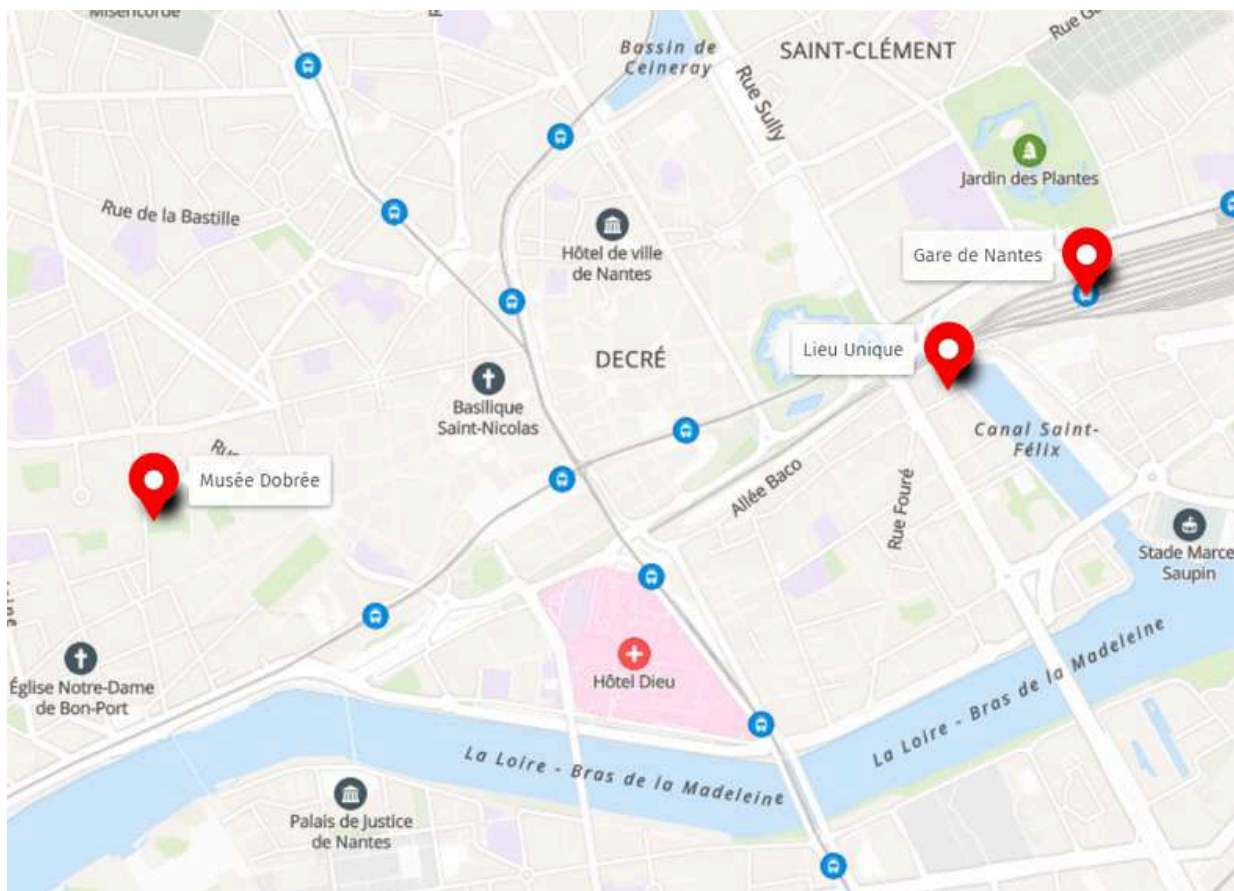 Miséricorde
Bassin de
Ceineray
SAINT-CLÉMENT
Rue Sully
Jardin des Plantes
Rue de la Bastille
Hôtel de ville
de Nantes
Gare de Nantes
Lieu Unique
DECRÉ
Basilique
Saint-Nicolas
Canal Saint-
Félix
Musée Dobrée
Allée Baco
Rue Fouré
Stade Marce
Saupin
Hôtel Dieu
Église Notre-Dame
de Bon-Port
La Loire - Bras de la Madeleine
La Loire - Bras de la Madeleine
Palais de Justice
de Nantes